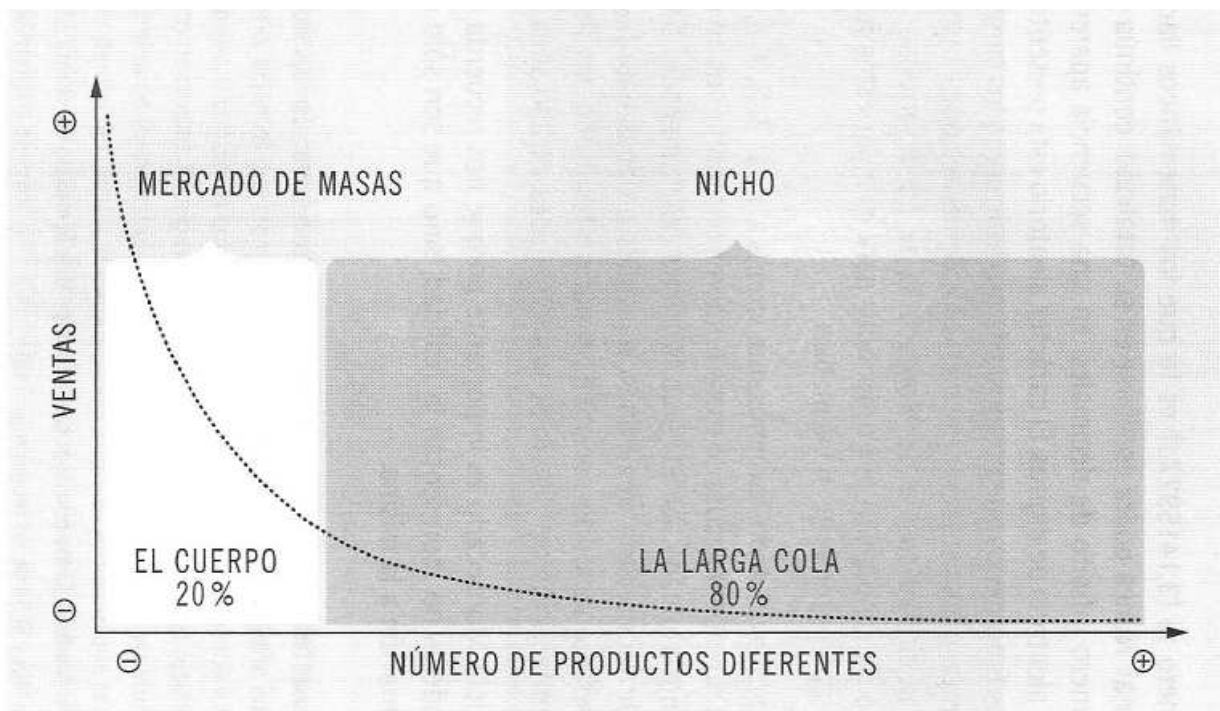 MERCADO DE MASAS
NICHO
VENTAS
EL CUERPO
20%
LA LARGA COLA
80%
NÚMERO DE PRODUCTOS DIFERENTES